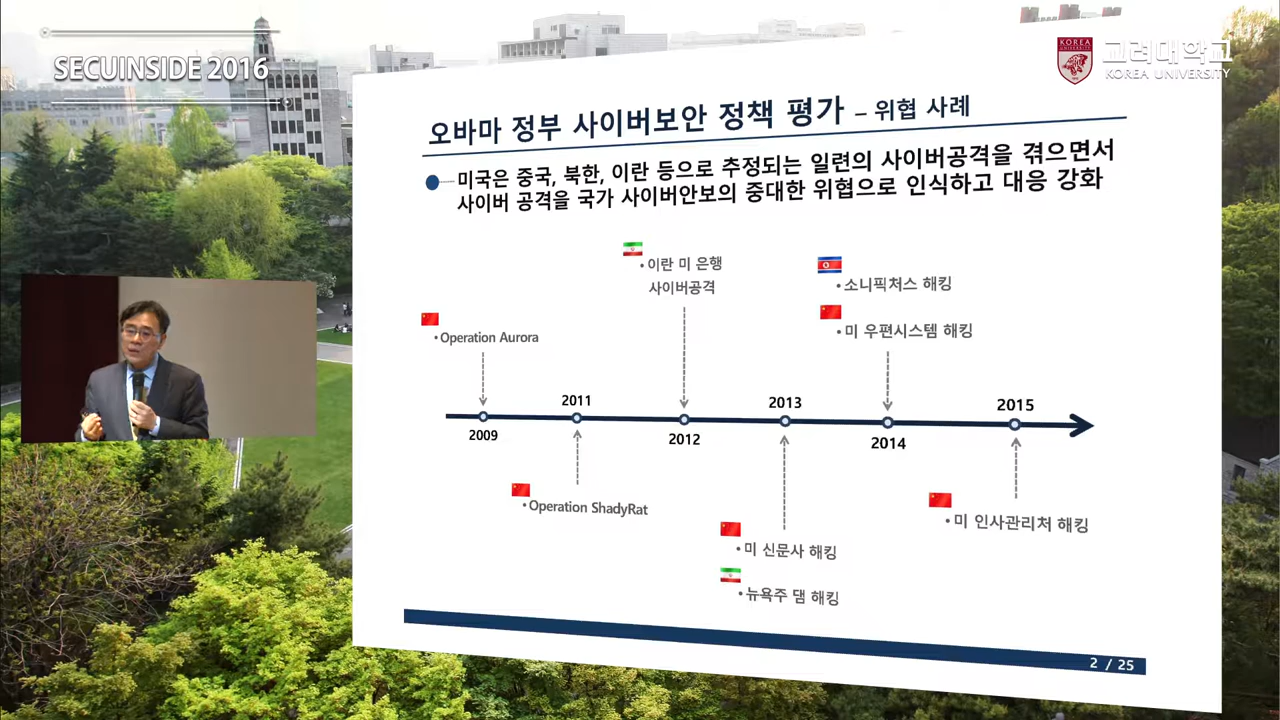 SECUINSIDE 2016
KOREA UNIVERSITY
고려대학교
KOREA UNIVERSITY
오바마 정부 사이버보안 정책 평가 – 위협 사례
미국은 중국, 북한, 이란 등으로 추정되는 일련의 사이버공격을 겪으면서
사이버 공격을 국가 사이버안보의 중대한 위협으로 인식하고 대응 강화
• 이란 미 은행
사이버공격
• 소니픽처스 해킹
• 미 우편시스템 해킹
• Operation Aurora
2011
2013
2015
2009
2012
2014
• Operation ShadyRat
• 미 신문사 해킹
• 뉴욕주 댐 해킹
• 미 인사관리처 해킹
2 / 25